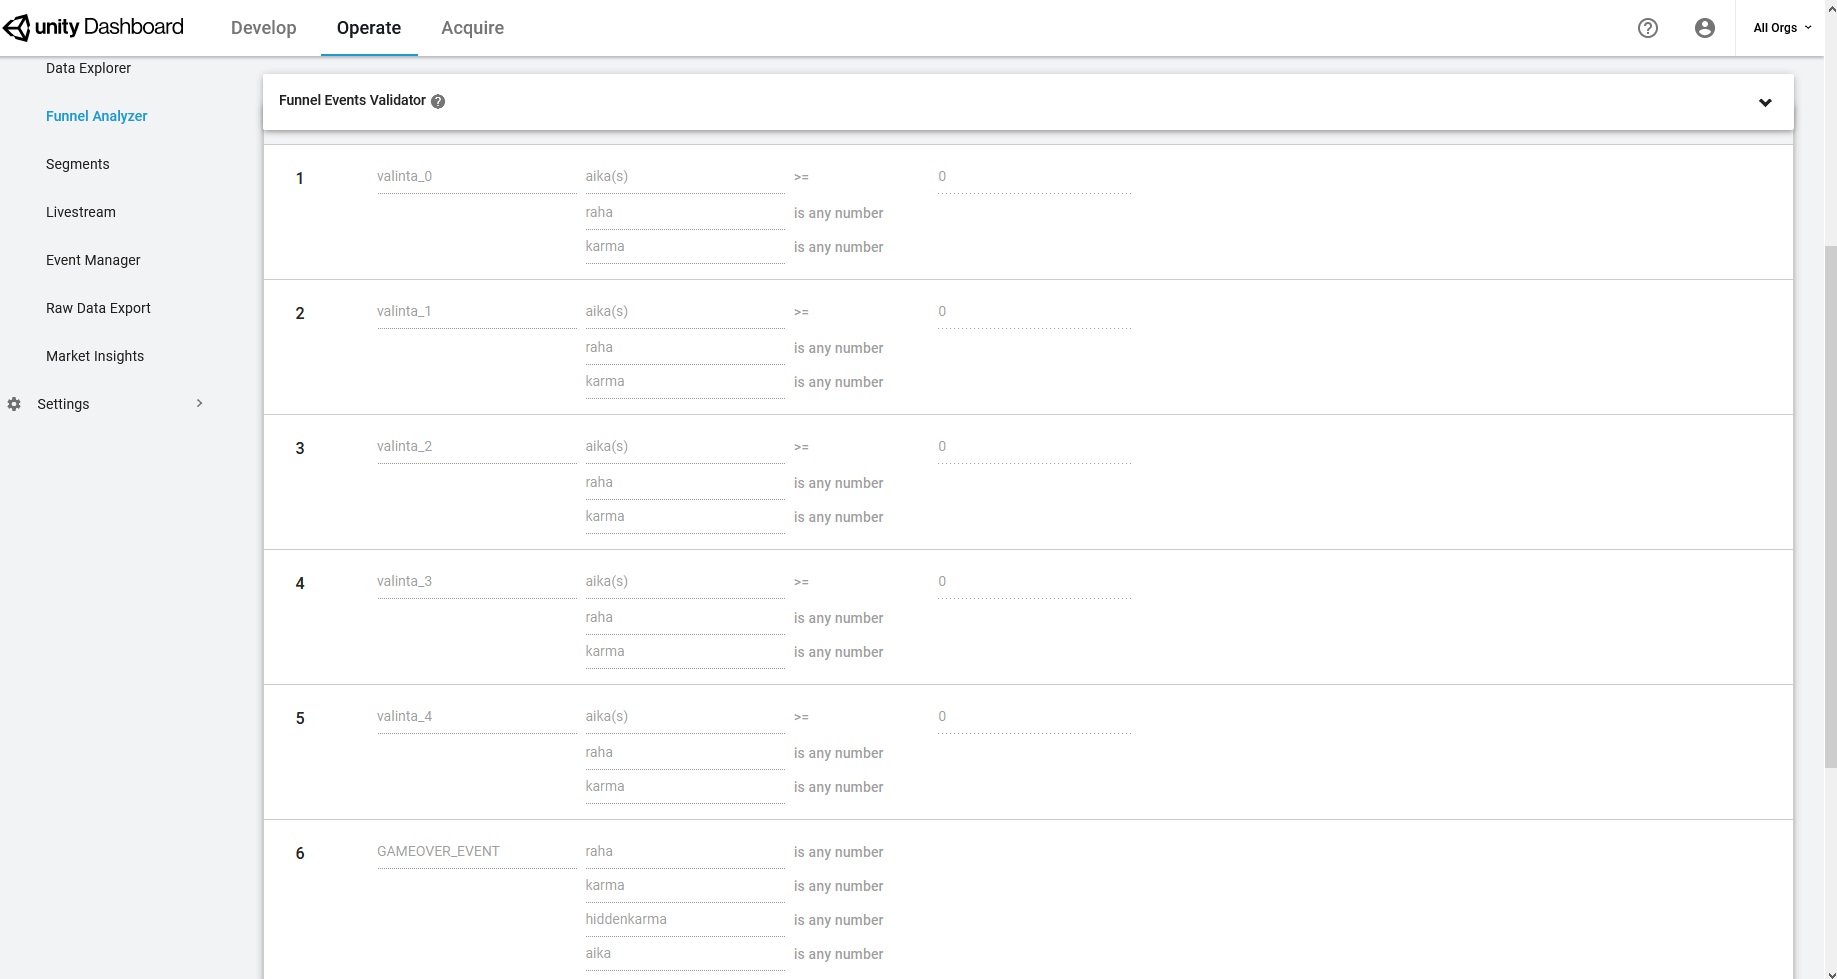 unity Dashboard Develop Operate Acquire All Orgs
Data Explorer
Funnel Analyzer
Segments
Livestream
Event Manager
Raw Data Export
Market Insights
Settings
Funnel Events Validator
1 valinta_0 aika(s) >= 0
raha is any number
karma is any number
2 valinta_1 aika(s) >= 0
raha is any number
karma is any number
3 valinta_2 aika(s) >= 0
raha is any number
karma is any number
4 valinta_3 aika(s) >= 0
raha is any number
karma is any number
5 valinta_4 aika(s) >= 0
raha is any number
karma is any number
6 GAMEOVER_EVENT raha is any number
karma is any number
hiddenkarma is any number
aika is any number